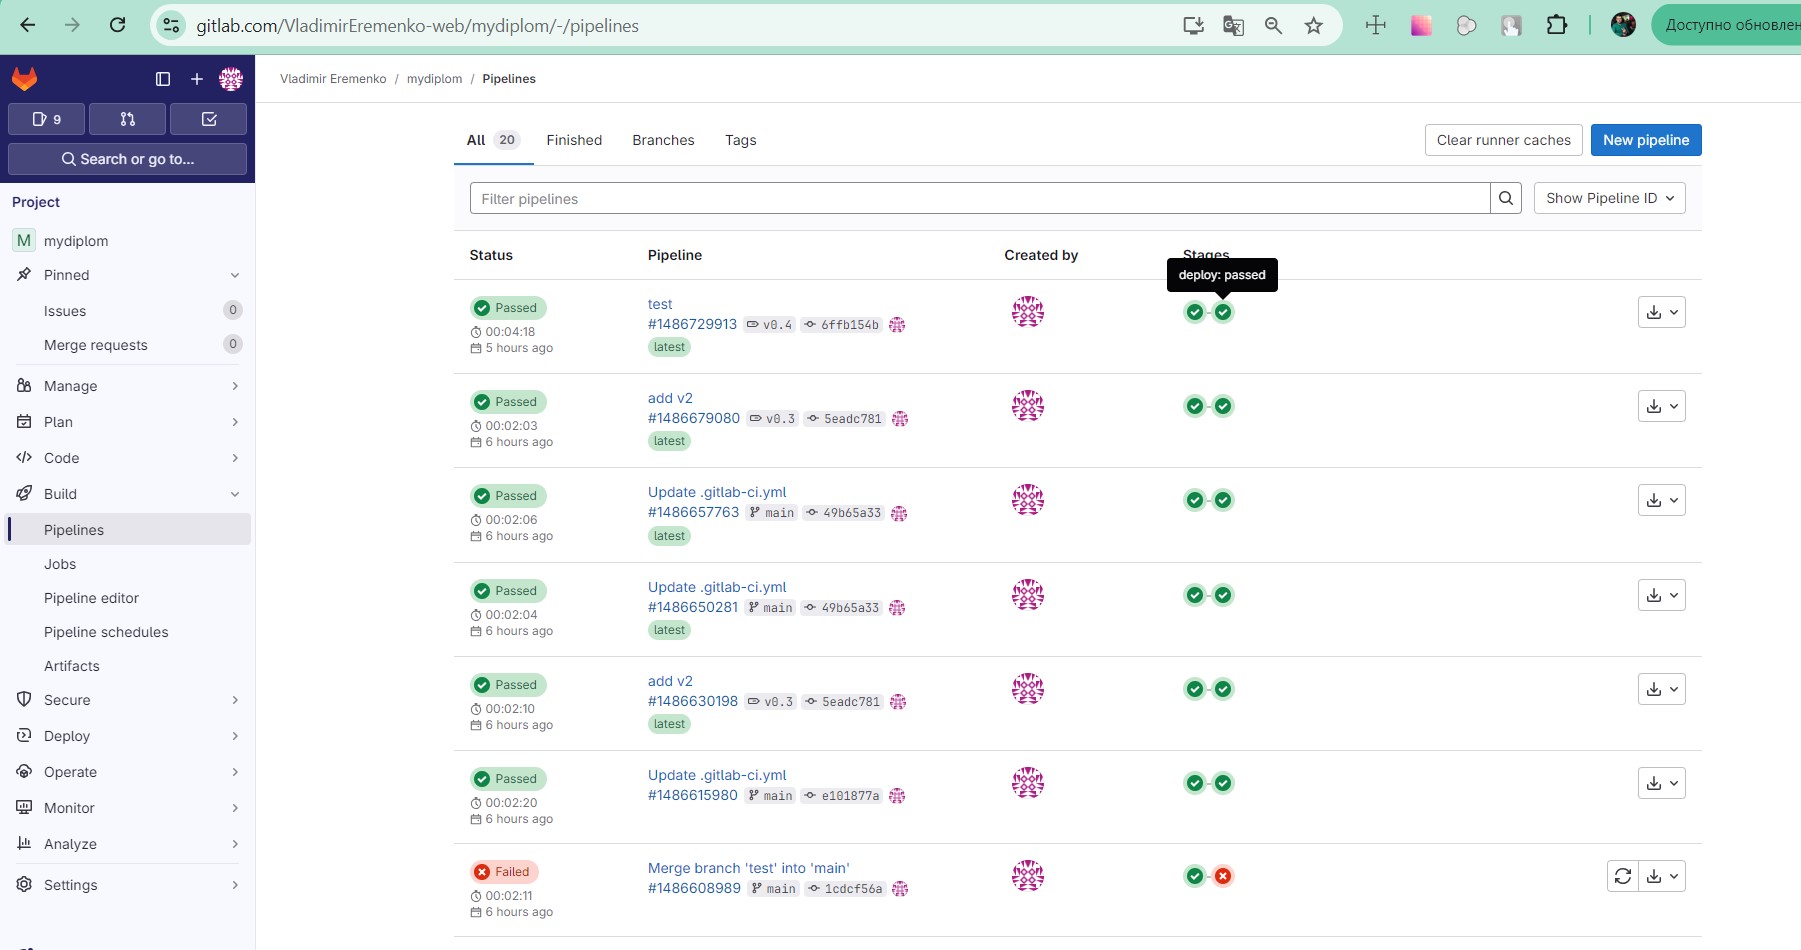 gitlab.com/VladimirEremenko-web/mydiplom/-/pipelines
Доступно обновлен
9
Search or go to...
Project
M mydiplom
Pinned
Issues 0
Merge requests 0
Manage
Plan
Code
Build
Pipelines
Jobs
Pipeline editor
Pipeline schedules
Artifacts
Secure
Deploy
Operate
Monitor
Analyze
Settings
Vladimir Eremenko / mydiplom / Pipelines
All 20 Finished Branches Tags
Clear runner caches New pipeline
Filter pipelines
Show Pipeline ID
Status Pipeline Created by Stages
deploy: passed
Passed
00:04:18
5 hours ago
test
#1486729913 v0.4 6ffb154b
latest
Passed
00:02:03
6 hours ago
add v2
#1486679080 v0.3 5eadc781
latest
Passed
00:02:06
6 hours ago
Update .gitlab-ci.yml
#1486657763 main 49b65a33
latest
Passed
00:02:04
6 hours ago
Update .gitlab-ci.yml
#1486650281 main 49b65a33
latest
Passed
00:02:10
6 hours ago
add v2
#1486630198 v0.3 5eadc781
latest
Passed
00:02:20
6 hours ago
Update .gitlab-ci.yml
#1486615980 main e101877a
Failed
00:02:11
6 hours ago
Merge branch 'test' into 'main'
#1486608989 main 1cdcf56a